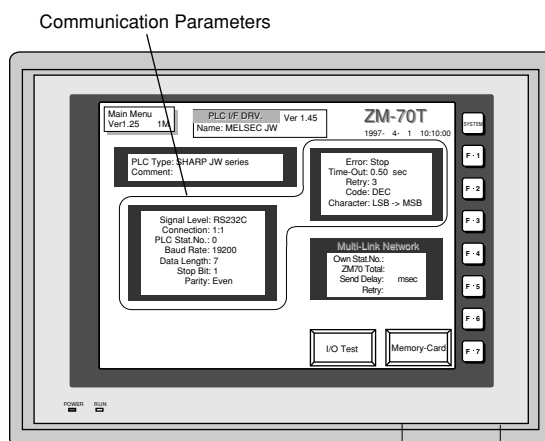 Communication Parameters
Main Menu
Ver1.25 1M
PLC I/F DRV. Ver 1.45
Name: MELSEC JW
ZM-70T
1997- 4- 1 10:10:00
SYSTEM
PLC Type: SHARP JW series
Comment:
Error: Stop
Time-Out: 0.50 sec
Retry: 3
Code: DEC
Character: LSB -> MSB
Signal Level: RS232C
Connection: 1:1
PLC Stat.No.: 0
Baud Rate: 19200
Data Length: 7
Stop Bit: 1
Parity: Even
Multi-Link Network
Own Stat.No.:
ZM70 Total:
Send Delay: msec
Retry:
I/O Test
Memory-Card
F・1
F・2
F・3
F・4
F・5
F・6
F・7
POWER RUN